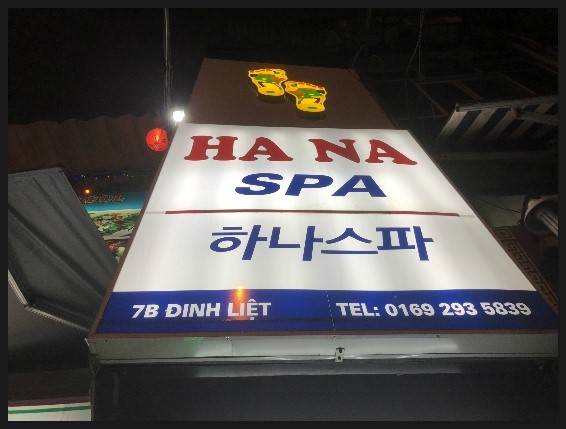 HA NA
SPA
하나스파
7B ĐINH LIỆT TEL: 0169 293 5839